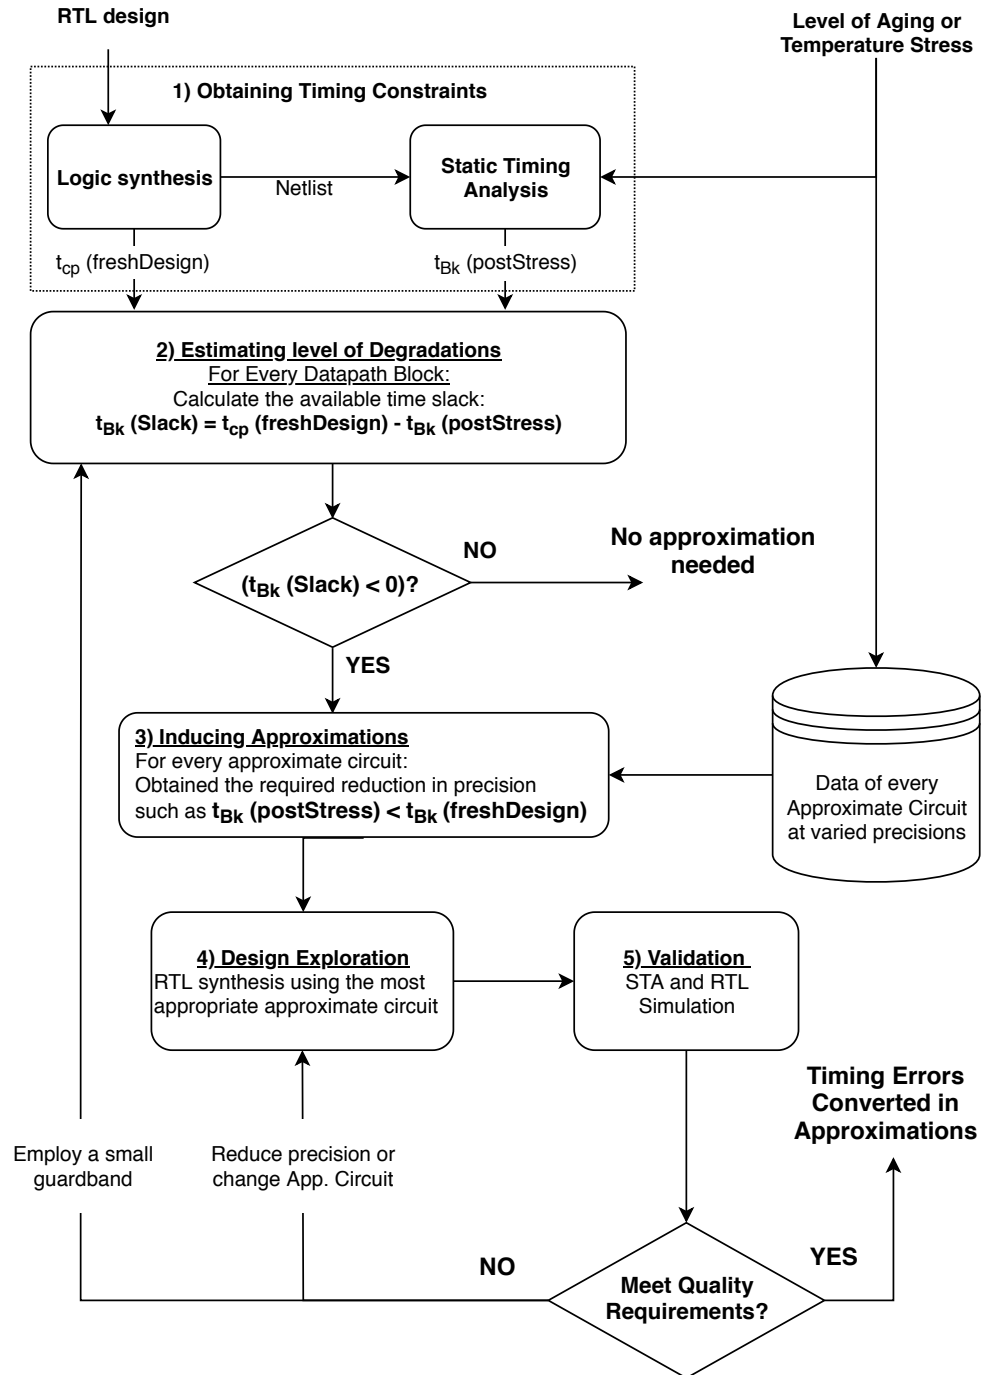 RTL design
Level of Aging or
Temperature Stress
1) Obtaining Timing Constraints
Logic synthesis
Netlist
Static Timing
Analysis
tcp (freshDesign)
tBk (postStress)
2) Estimating level of Degradations
For Every Datapath Block:
Calculate the available time slack:
tBk (Slack) = tcp (freshDesign) - tBk (postStress)
(tBk (Slack) < 0)?
NO
No approximation
needed
YES
3) Inducing Approximations
For every approximate circuit:
Obtained the required reduction in precision
such as tBk (postStress) < tBk (freshDesign)
Data of every
Approximate Circuit
at varied precisions
4) Design Exploration
RTL synthesis using the most
appropriate approximate circuit
5) Validation
STA and RTL
Simulation
Timing Errors
Converted in
Approximations
Employ a small
guardband
Reduce precision or
change App. Circuit
NO
YES
Meet Quality
Requirements?